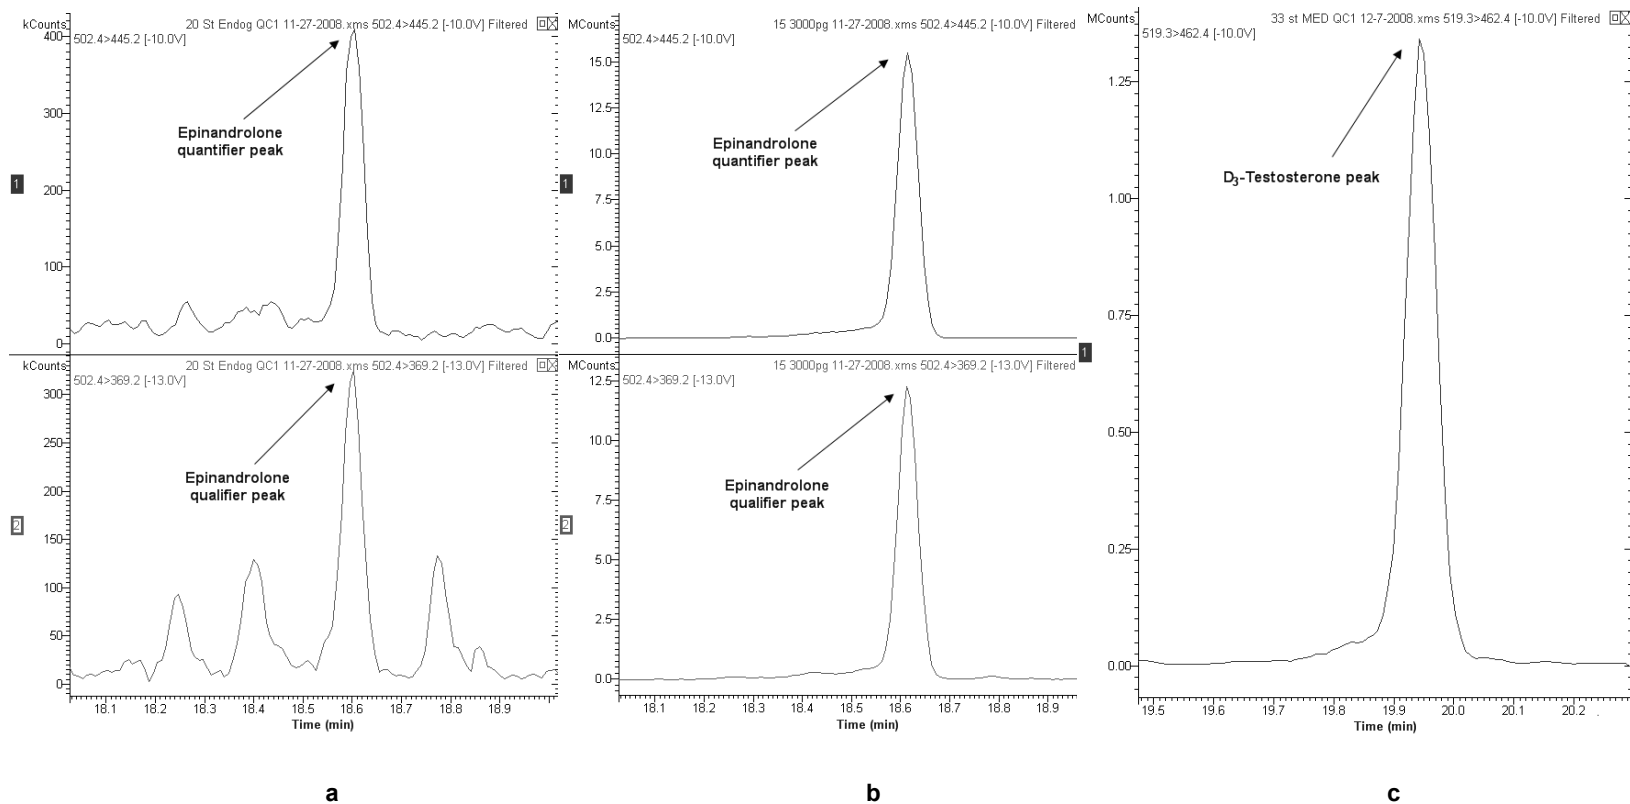 kCounts
20 St Endog QC1 11-27-2008.xms 502.4>445.2 [-10.0V] Filtered
502.4>445.2 [-10.0V]
400
300
200
100
0
Epinandrolone
quantifier peak
1
kCounts
20 St Endog QC1 11-27-2008.xms 502.4>369.2 [-13.0V] Filtered
502.4>369.2 [-13.0V]
300
250
200
150
100
50
0
Epinandrolone
qualifier peak
2
18.1 18.2 18.3 18.4 18.5 18.6 18.7 18.8 18.9
Time (min)
a
MCounts
15 3000pg 11-27-2008.xms 502.4>445.2 [-10.0V] Filtered
502.4>445.2 [-10.0V]
15.0
12.5
10.0
7.5
5.0
2.5
0.0
Epinandrolone
quantifier peak
1
MCounts
15 3000pg 11-27-2008.xms 502.4>369.2 [-13.0V] Filtered
502.4>369.2 [-13.0V]
12.5
10.0
7.5
5.0
2.5
0.0
Epinandrolone
qualifier peak
2
18.1 18.2 18.3 18.4 18.5 18.6 18.7 18.8 18.9
Time (min)
b
MCounts
33 st MED QC1 12-7-2008.xms 519.3>462.4 [-10.0V] Filtered
519.3>462.4 [-10.0V]
1.25
1.00
0.75
0.50
0.25
0.00
D₃-Testosterone peak
1
19.5 19.6 19.7 19.8 19.9 20.0 20.1 20.2
Time (min)
c